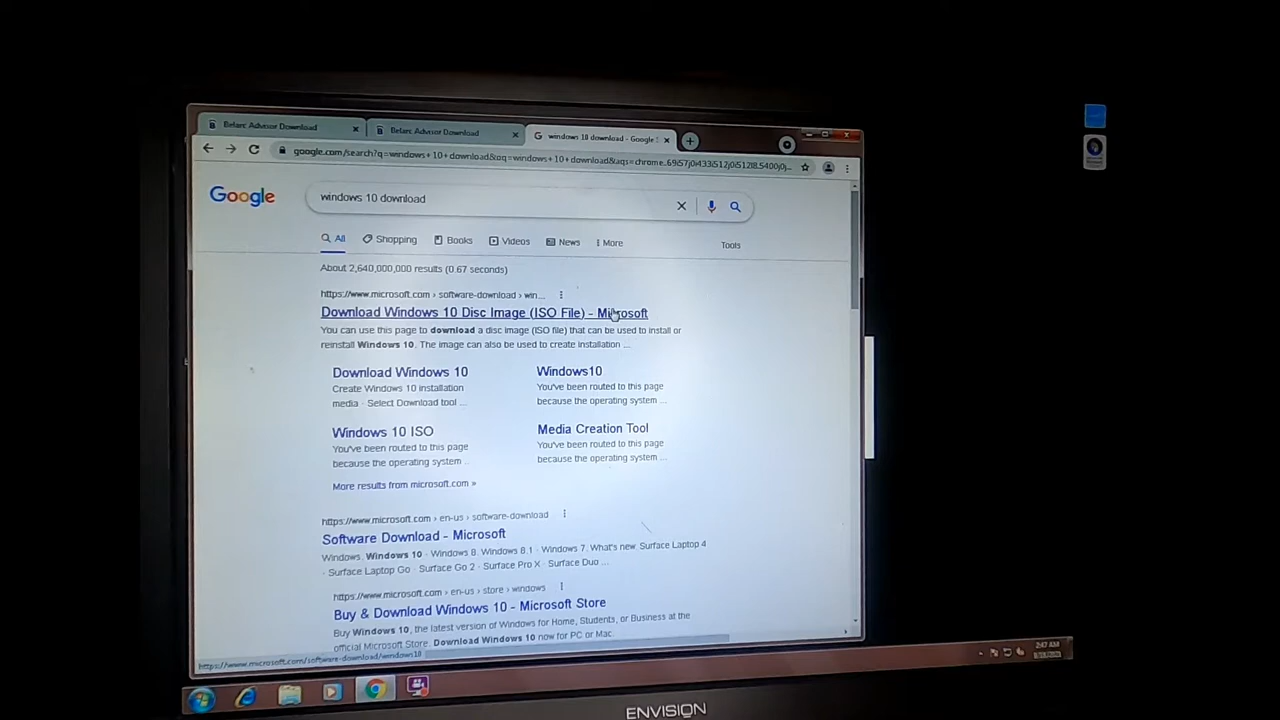 Belarc Advisor Download
Belarc Advisor Download
windows 10 download - Google
google.com/search?q=windows+10+download&oq=windows+10+download&aqs=chrome..69i57j0i433i512j0i512l8.5400j0j...
Google
windows 10 download
All
Shopping
Books
Videos
News
More
Tools
About 2,640,000,000 results (0.67 seconds)
https://www.microsoft.com › software-download › win...
Download Windows 10 Disc Image (ISO File) - Microsoft
You can use this page to download a disc image (ISO file) that can be used to install or
reinstall Windows 10. The image can also be used to create installation ...
Download Windows 10
Create Windows 10 installation
media · Select Download tool ...
Windows10
You've been routed to this page
because the operating system ...
Windows 10 ISO
You've been routed to this page
because the operating system ...
Media Creation Tool
You've been routed to this page
because the operating system ...
More results from microsoft.com »
https://www.microsoft.com › en-us › software-download
Software Download - Microsoft
Windows. Windows 10 · Windows 8. Windows 8.1 · Windows 7. What's new. Surface Laptop 4
· Surface Laptop Go · Surface Go 2 · Surface Pro X · Surface Duo ...
https://www.microsoft.com › en-us › store › windows
Buy & Download Windows 10 - Microsoft Store
Buy Windows 10, the latest version of Windows for Home, Students, or Business at the
official Microsoft Store. Download Windows 10 now for PC or Mac.
https://www.microsoft.com/software-download/windows10
2:47 AM
ENVISION